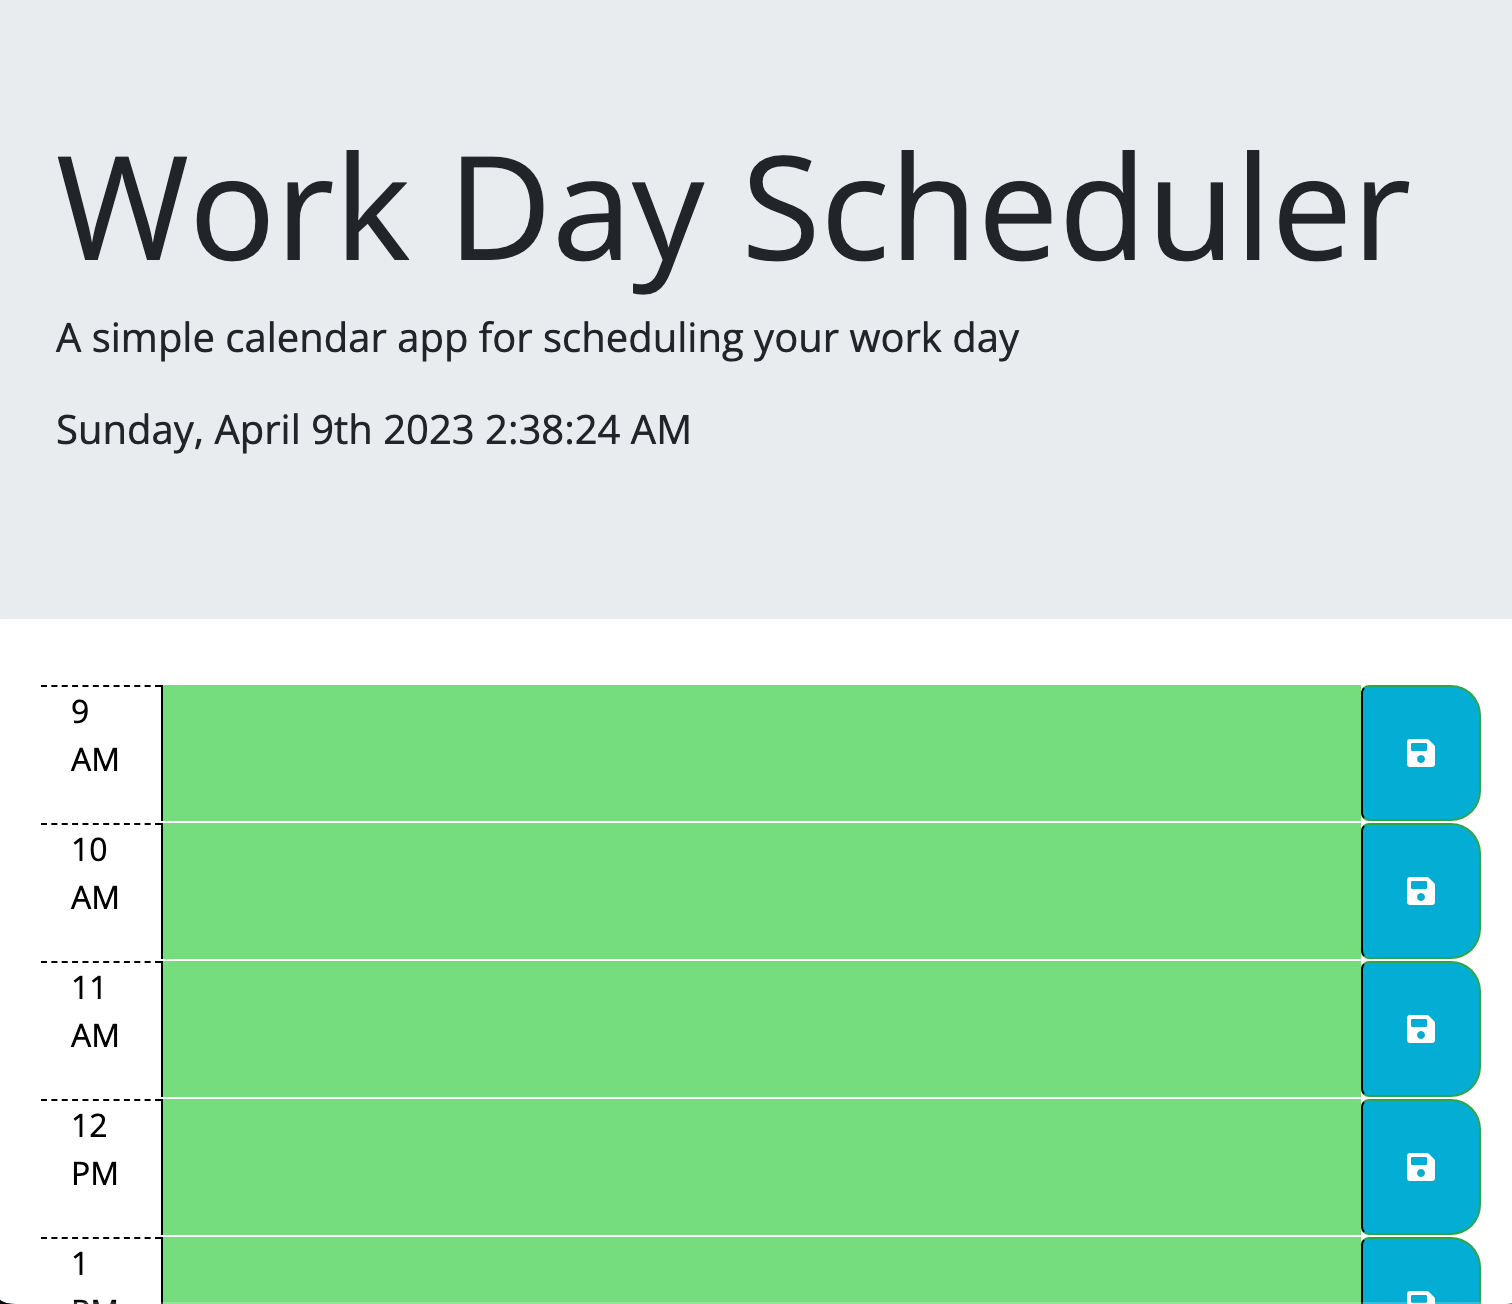 Work Day Scheduler
A simple calendar app for scheduling your work day
Sunday, April 9th 2023 2:38:24 AM
9
AM
10
AM
11
AM
12
PM
1